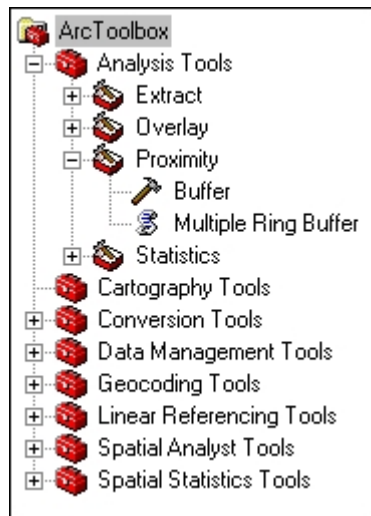 ArcToolbox
Analysis Tools
Extract
Overlay
Proximity
Buffer
Multiple Ring Buffer
Statistics
Cartography Tools
Conversion Tools
Data Management Tools
Geocoding Tools
Linear Referencing Tools
Spatial Analyst Tools
Spatial Statistics Tools